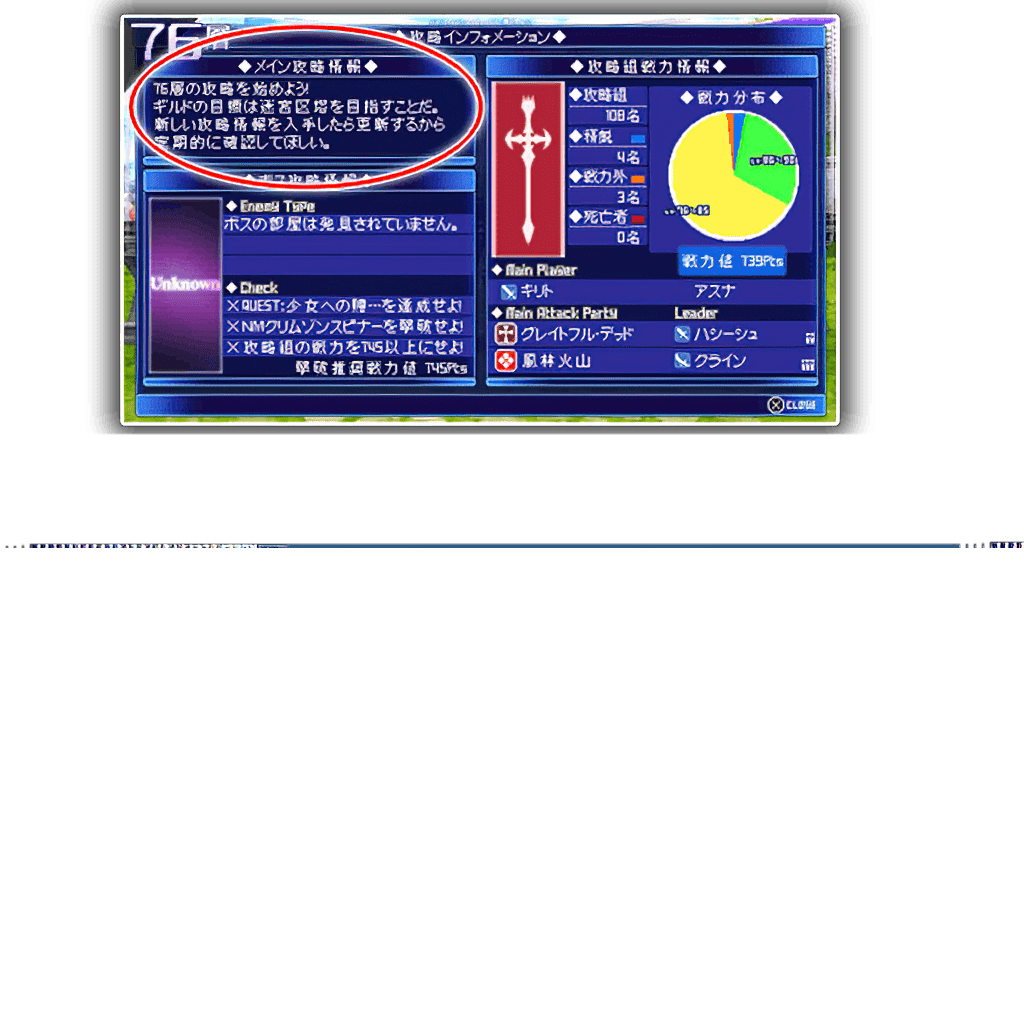 76層
◆攻略インフォメーション◆
◆メイン攻略情報◆
76層の攻略を始めよう!
ギルドの目標は迷宮区塔を目指すことだ。
新しい攻略情報を入手したら更新するから
定期的に確認してほしい。
◆ボス攻略情報◆
◆Enemy Type
ボスの部屋は発見されていません。
Unknown
◆Check
×QUEST:少女への贈…を達成せよ!
×NMクリムゾンスピナーを撃破せよ!
×攻略組の戦力を745以上にせよ!
撃破推奨戦力値 745Pts
◆攻略組戦力情報◆
◆攻略組
108名
◆精鋭
4名
◆戦力外
3名
◆死亡者
0名
◆戦力分布◆
戦力値 739Pts
◆Main Player
キリト アスナ
◆Main Attack Party Leader
クレイトフル・デッド ハシーシュ
風林火山 クライン
CLOSE